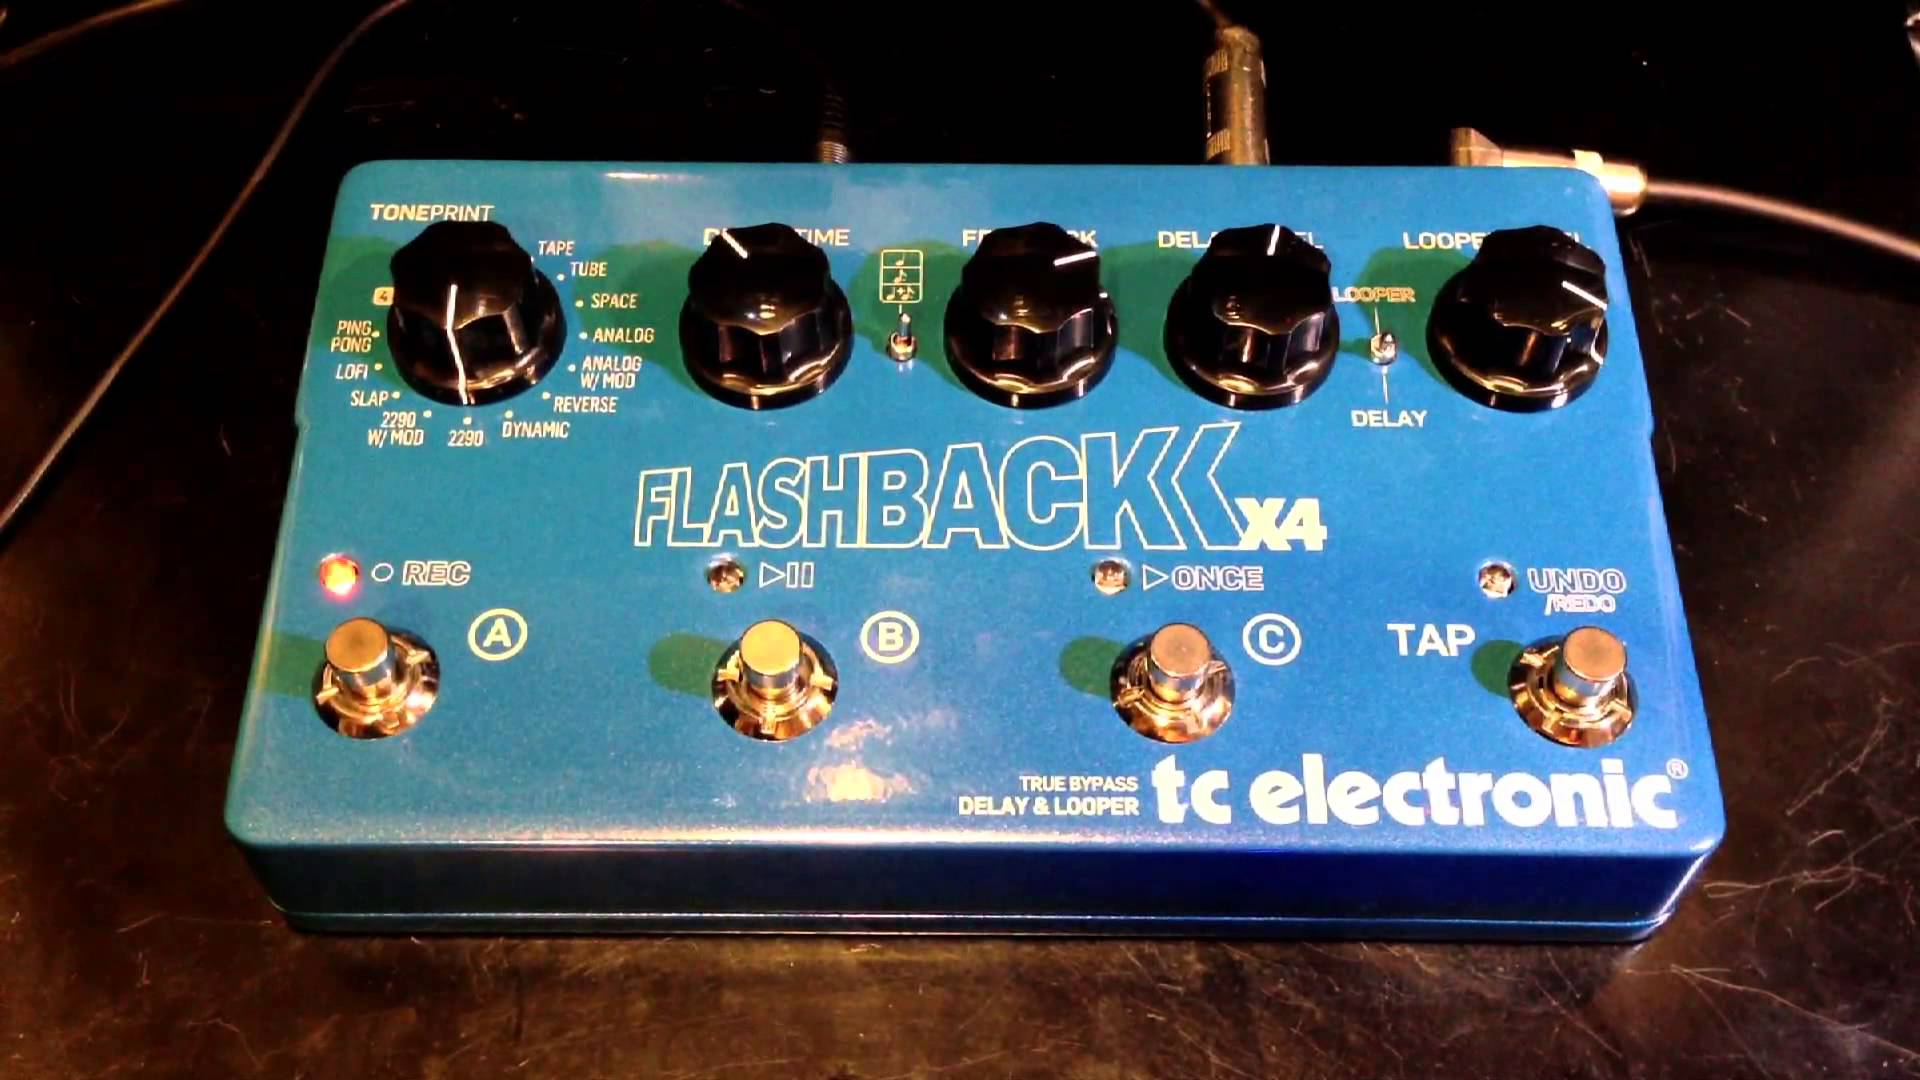 TONEPRINT
TIME
LOOPER
TAPE
TUBE
SPACE
ANALOG
ANALOG
W/ MOD
REVERSE
DYNAMIC
2290
2290
W/ MOD
SLAP
LOFI
PING
PONG
4
LOOPER
DELAY
FLASHBACK X4
REC
ONCE
UNDO
/REDO
A
B
C
TAP
TRUE BYPASS
DELAY & LOOPER
tc electronic®